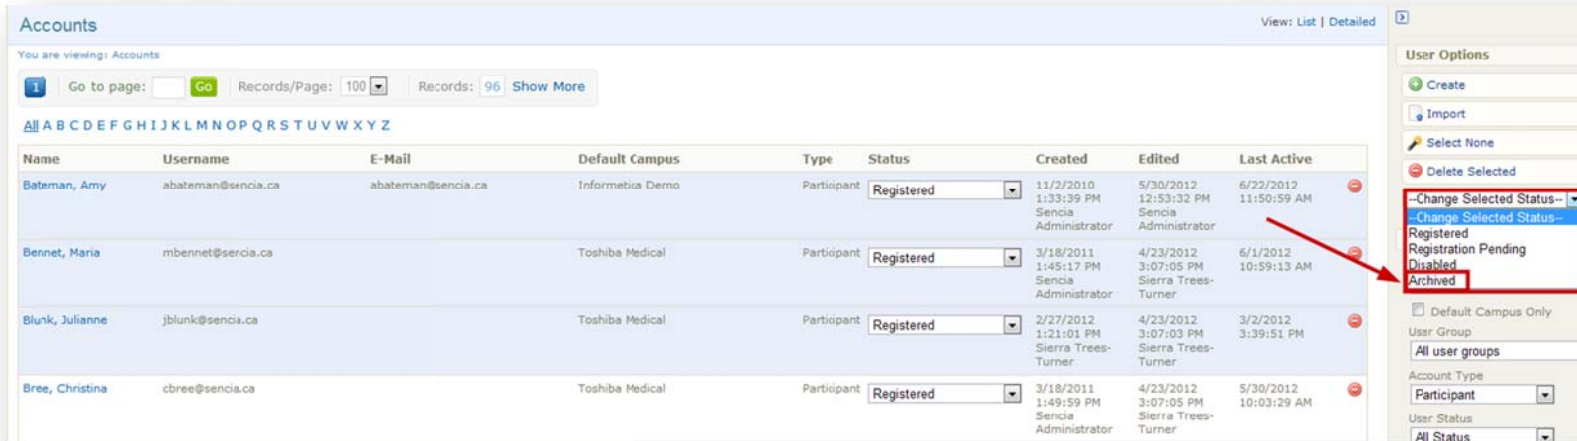 Accounts
View: List | Detailed
You are viewing: Accounts
1 Go to page: Go Records/Page: 100 Records: 96 Show More
All A B C D E F G H I J K L M N O P Q R S T U V W X Y Z
Name Username E-Mail Default Campus Type Status Created Edited Last Active
Bateman, Amy abateman@sencia.ca abateman@sencia.ca Informetica Demo Participant Registered 11/2/2010 5/30/2012 6/22/2012
1:33:39 PM 12:53:32 PM 11:50:59 AM
Sencia Sencia
Administrator Administrator
Bennet, Maria mbennet@sencia.ca Toshiba Medical Participant Registered 3/18/2011 4/23/2012 6/1/2012
1:45:17 PM 3:07:05 PM 10:59:13 AM
Sencia Sierra Trees-
Administrator Turner
Blunk, Julianne jblunk@sencia.ca Toshiba Medical Participant Registered 2/27/2012 4/23/2012 3/2/2012
1:21:01 PM 3:07:03 PM 3:39:51 PM
Sierra Trees- Sierra Trees-
Turner Turner
Bree, Christina cbree@sencia.ca Toshiba Medical Participant Registered 3/18/2011 4/23/2012 5/30/2012
1:49:59 PM 3:07:05 PM 10:03:29 AM
Sencia Sierra Trees-
Administrator Turner
User Options
Create
Import
Select None
Delete Selected
--Change Selected Status--
--Change Selected Status--
Registered
Registration Pending
Disabled
Archived
Default Campus Only
User Group
All user groups
Account Type
Participant
User Status
All Status